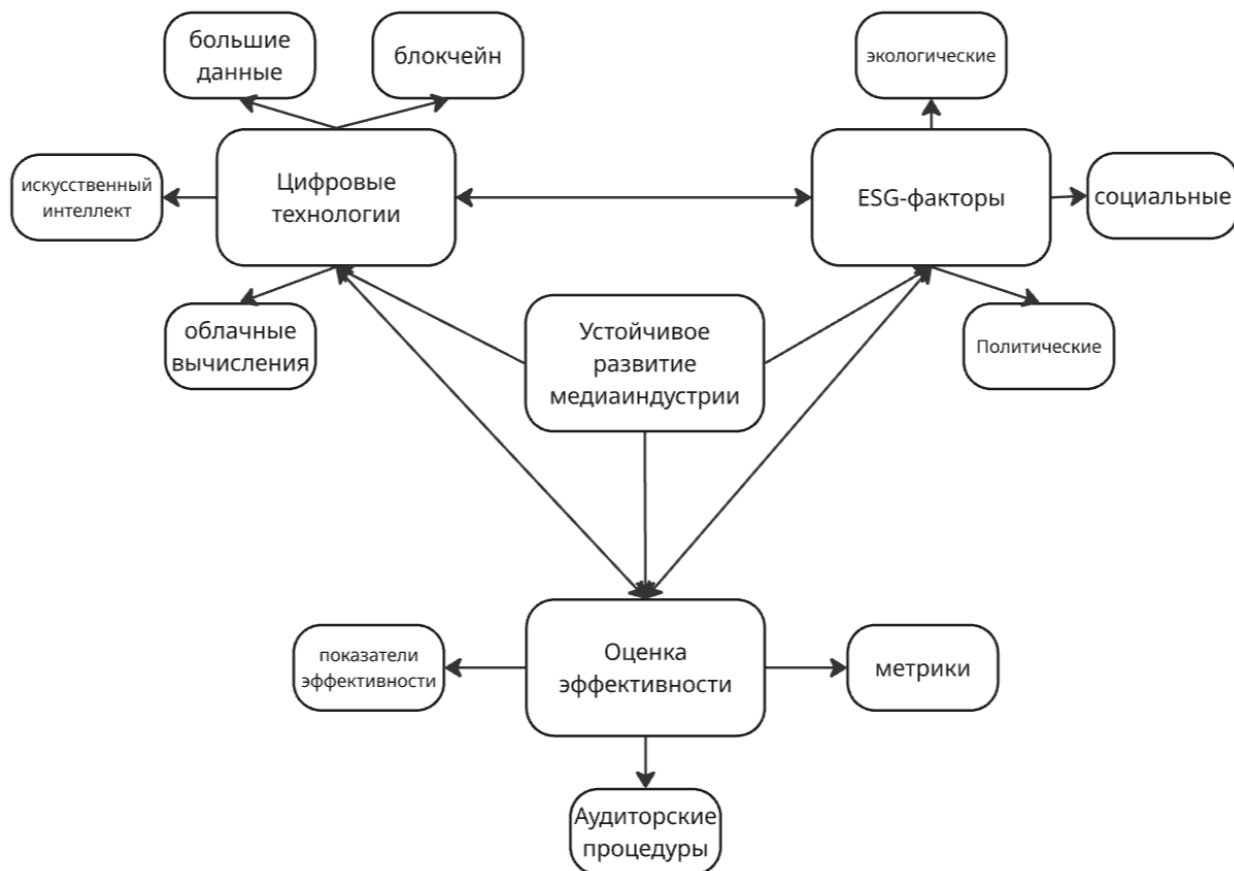 большие
данные
блокчейн
экологические
искусственный
интеллект
Цифровые
технологии
ESG-факторы
социальные
облачные
вычисления
Устойчивое
развитие
медиаиндустрии
Политические
показатели
эффективности
Оценка
эффективности
метрики
Аудиторские
процедуры